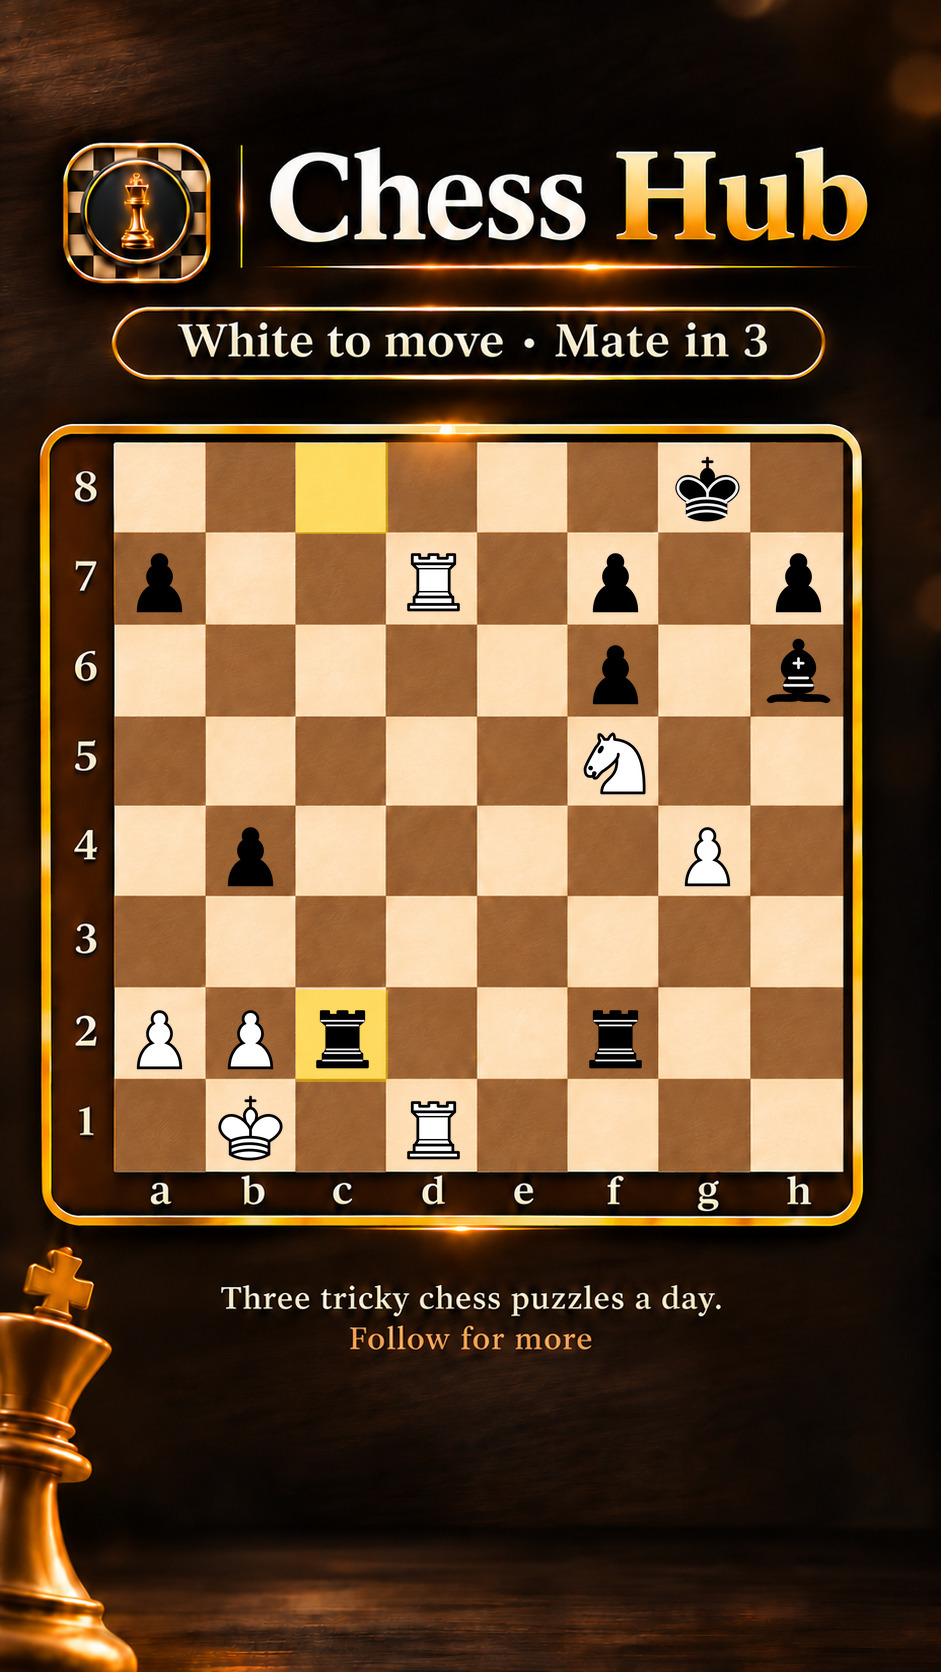 Chess Hub
White to move • Mate in 3
8
7
6
5
4
3
2
1
a b c d e f g h
Three tricky chess puzzles a day.
Follow for more